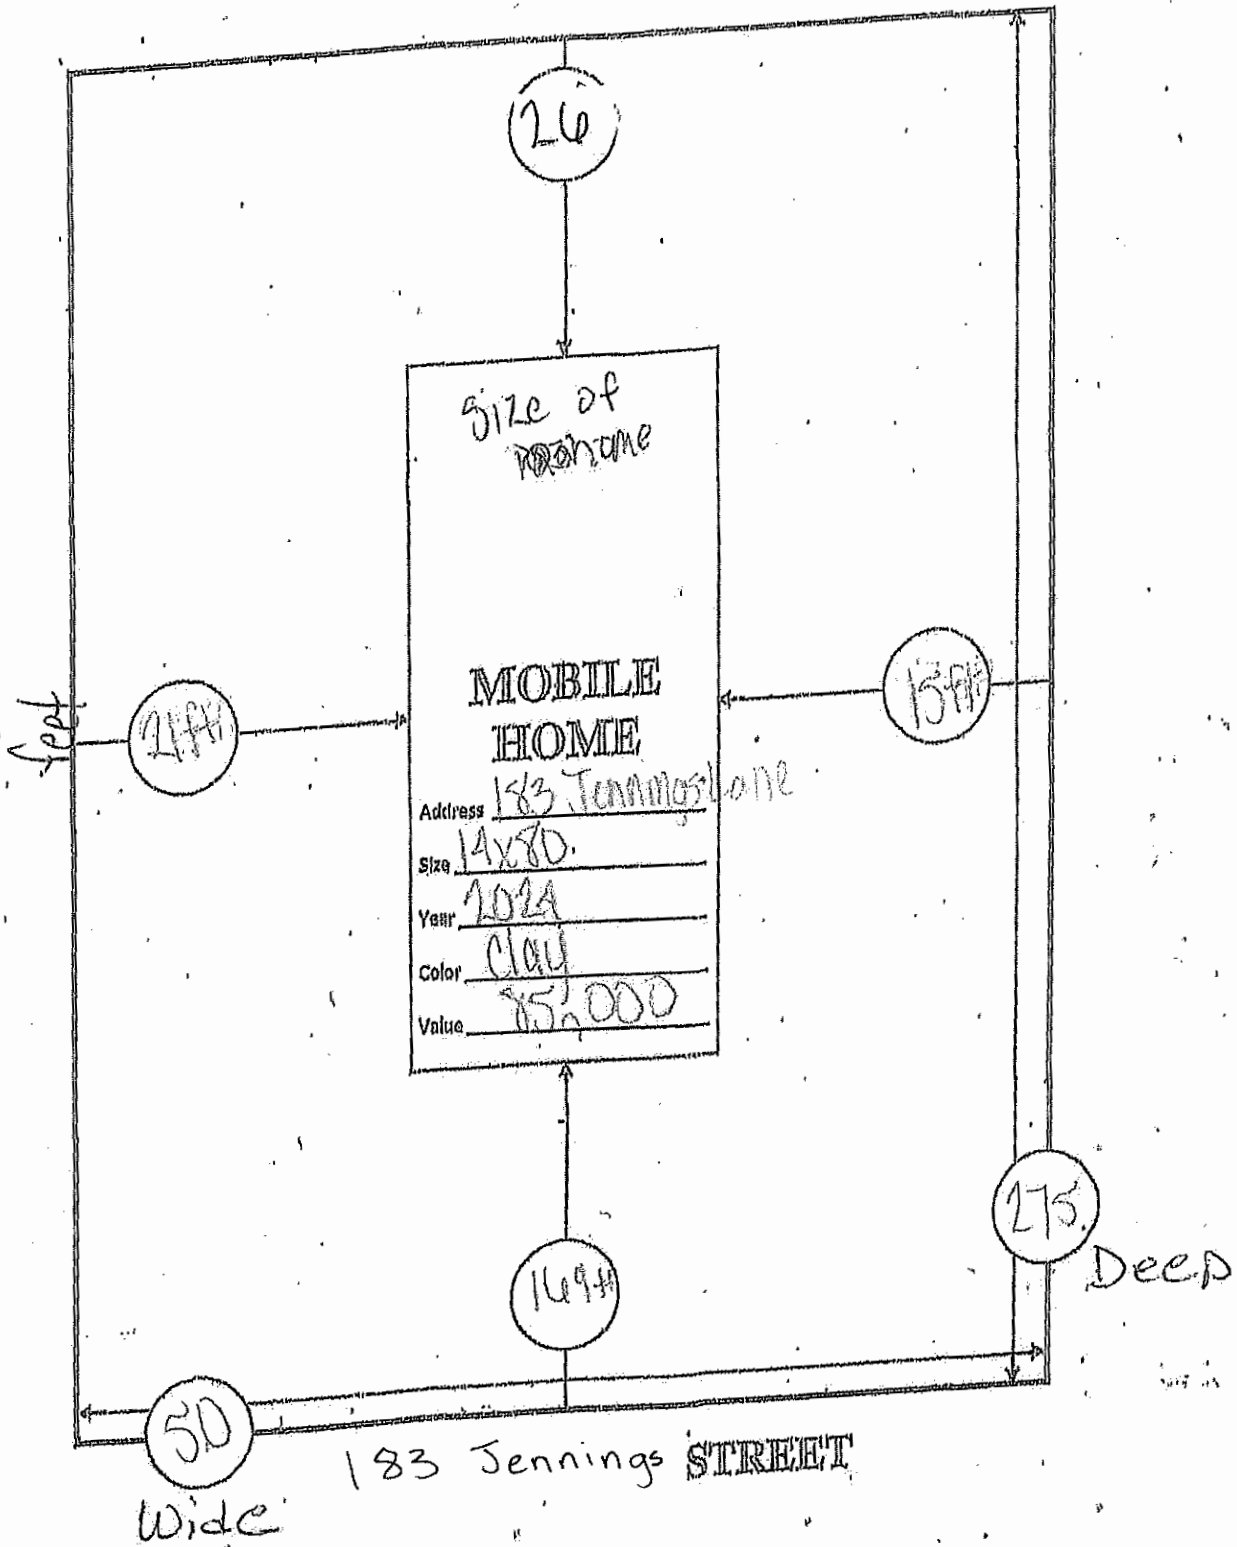 26
Size of
home
MOBILE
HOME
feet
21ft
15ft
Address 183 Jennings Lane
Size 14x80
Year 2024
Color Clay
Value 85,000
275
Deep
169ft
50
183 Jennings STREET
Wide